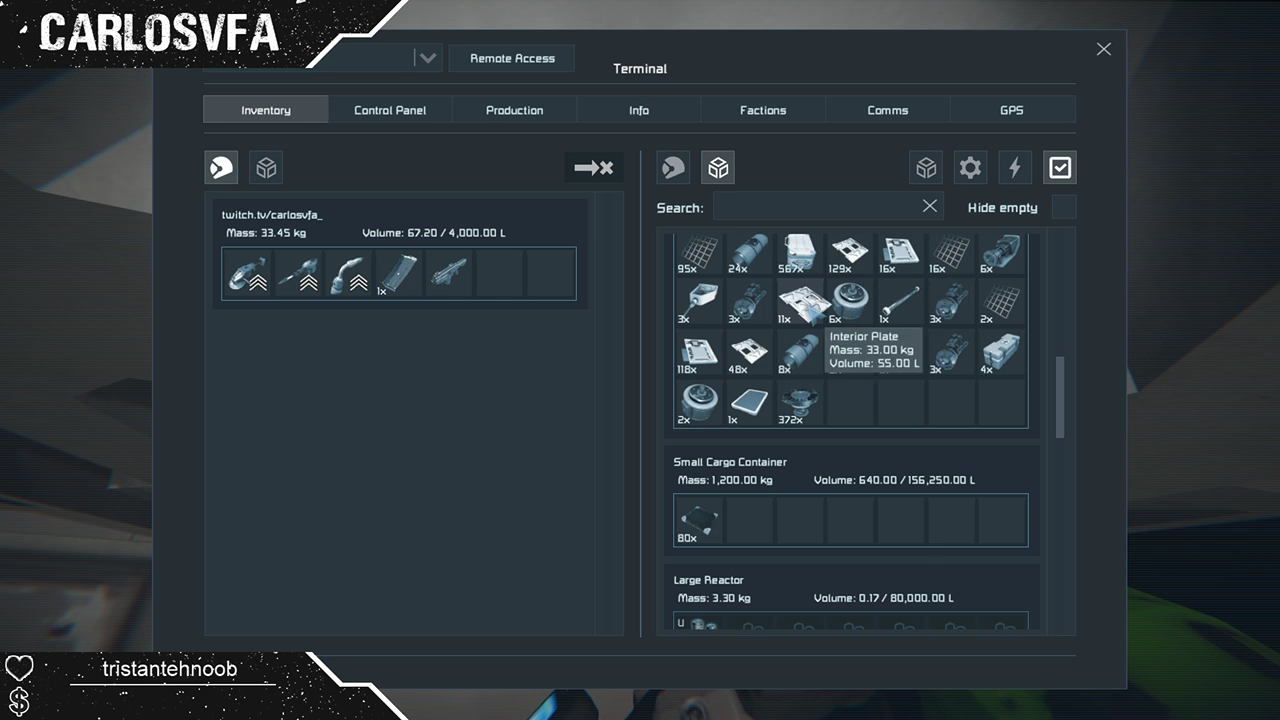 CARLOSVFA
Remote Access
Terminal
Inventory
Control Panel
Production
Info
Factions
Comms
GPS
twitch.tv/carlosvfa_
Mass: 33.45 kg Volume: 67.20 / 4,000.00 L
1x
Search:
Hide empty
95x 24x 567x 129x 16x 16x 6x
3x 3x 11x 6x 1x 3x 2x
Interior Plate
Mass: 33.00 kg
Volume: 55.00 L
118x 48x 8x 3x 4x
2x 1x 372x
Small Cargo Container
Mass: 1,200.00 kg Volume: 640.00 / 156,250.00 L
80x
Large Reactor
Mass: 3.30 kg Volume: 0.17 / 80,000.00 L
U
tristantehnoob
$